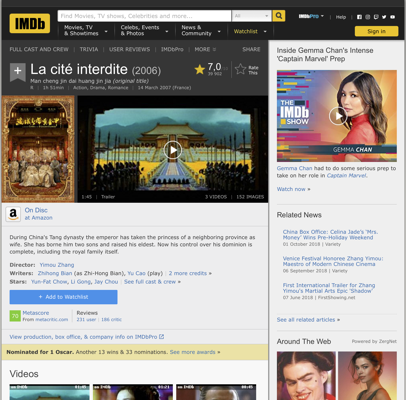 IMDb
Find Movies, TV shows, Celebrities and more...
All
IMDbPro
Help
Movies, TV & Showtimes
Celebs, Events & Photos
News & Community
Watchlist
Sign in
FULL CAST AND CREW | TRIVIA | USER REVIEWS | IMDbPro | MORE
SHARE
La cité interdite (2006)
Man cheng jin dai huang jin jia (original title)
R | 1h 51min | Action, Drama, Romance | 14 March 2007 (France)
7,0
Rate This
1:45 | Trailer
3 VIDEOS | 152 IMAGES
On Disc
at Amazon
During China's Tang dynasty the emperor has taken the princess of a neighboring province as
wife. She has borne him two sons and raised his eldest. Now his control over his dominion is
complete, including the royal family itself.
Director: Yimou Zhang
Writers: Zhihong Bian (as Zhi-Hong Bian), Yu Cao (play) | 2 more credits »
Stars: Yun-Fat Chow, Li Gong, Jay Chou | See full cast & crew »
+ Add to Watchlist
70
Metascore
From metacritic.com
Reviews
231 user | 186 critic
View production, box office, & company info on IMDbPro
Nominated for 1 Oscar. Another 13 wins & 33 nominations. See more awards »
Videos
Inside Gemma Chan's Intense
'Captain Marvel' Prep
THE IMDb SHOW
GEMMA CHAN
Gemma Chan had to do some serious prep to
take on her role in Captain Marvel.
Watch now »
Related News
China Box Office: Celina Jade's 'Mrs.
Money' Wins Pre-Holiday Weekend
01 October 2018 | Variety
Venice Festival Honoree Zhang Yimou:
Maestro of Modern Chinese Cinema
06 September 2018 | Variety
First International Trailer for Zhang
Yimou's Martial Arts Epic 'Shadow'
07 June 2018 | FirstShowing.net
See all related articles »
Around The Web
Powered by ZergNet